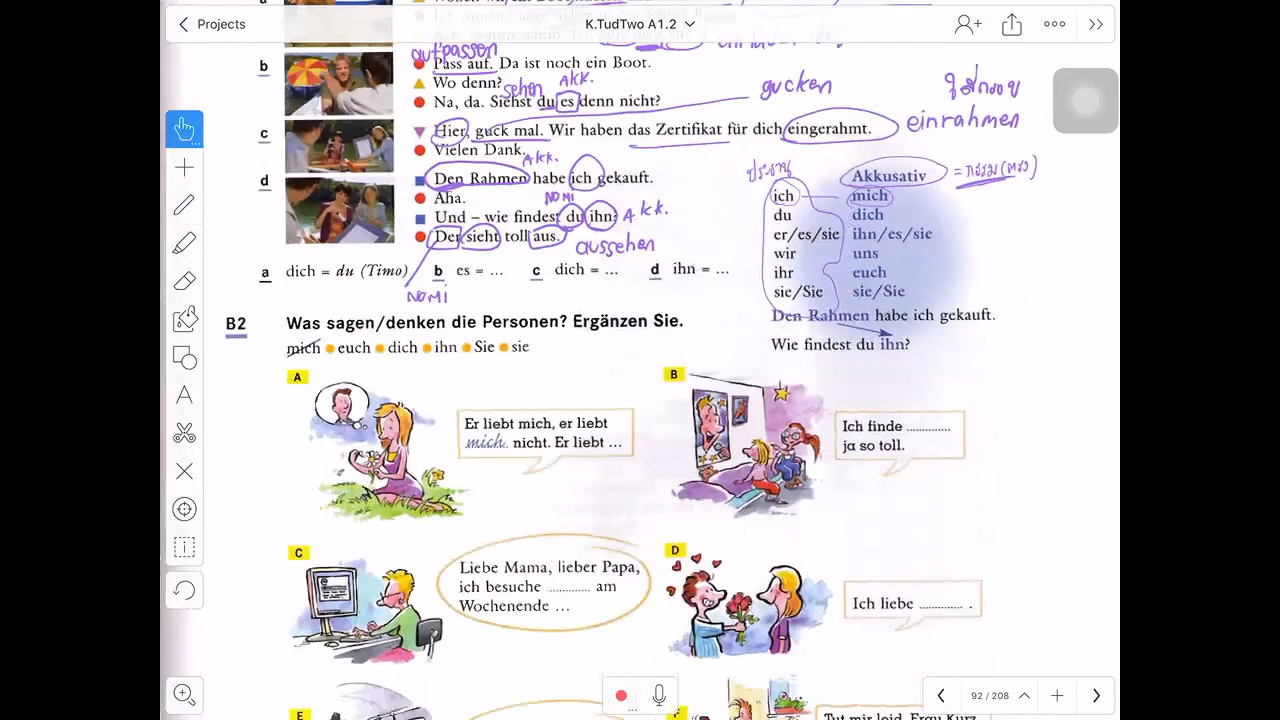 Projects
K.TudTwo A1.2
aufpassen
b Pass auf. Da ist noch ein Boot.
Wo denn?
sehen Akk.
Na, da. Siehst du es denn nicht?
gucken
c Hier, guck mal. Wir haben das Zertifikat für dich eingerahmt.
einrahmen
Vielen Dank.
Akk.
d Den Rahmen habe ich gekauft.
Aha.
NOMI
Und – wie findest du ihn? Akk.
Der sieht toll aus.
aussehen
NOMI
a dich = du (Timo) b es = ... c dich = ... d ihn = ...
ประธาน Akkusativ = กรรม(ตรง)
ich mich
du dich
er/es/sie ihn/es/sie
wir uns
ihr euch
sie/Sie sie/Sie
Den Rahmen habe ich gekauft.
Wie findest du ihn?
B2 Was sagen/denken die Personen? Ergänzen Sie.
mich • euch • dich • ihn • Sie • sie
A
Er liebt mich, er liebt
mich nicht. Er liebt ...
B
Ich finde ............
ja so toll.
C
Liebe Mama, lieber Papa,
ich besuche ............ am
Wochenende ...
D
Ich liebe ............ .
E
F
Tut mir leid, Frau Kurz
92 / 208